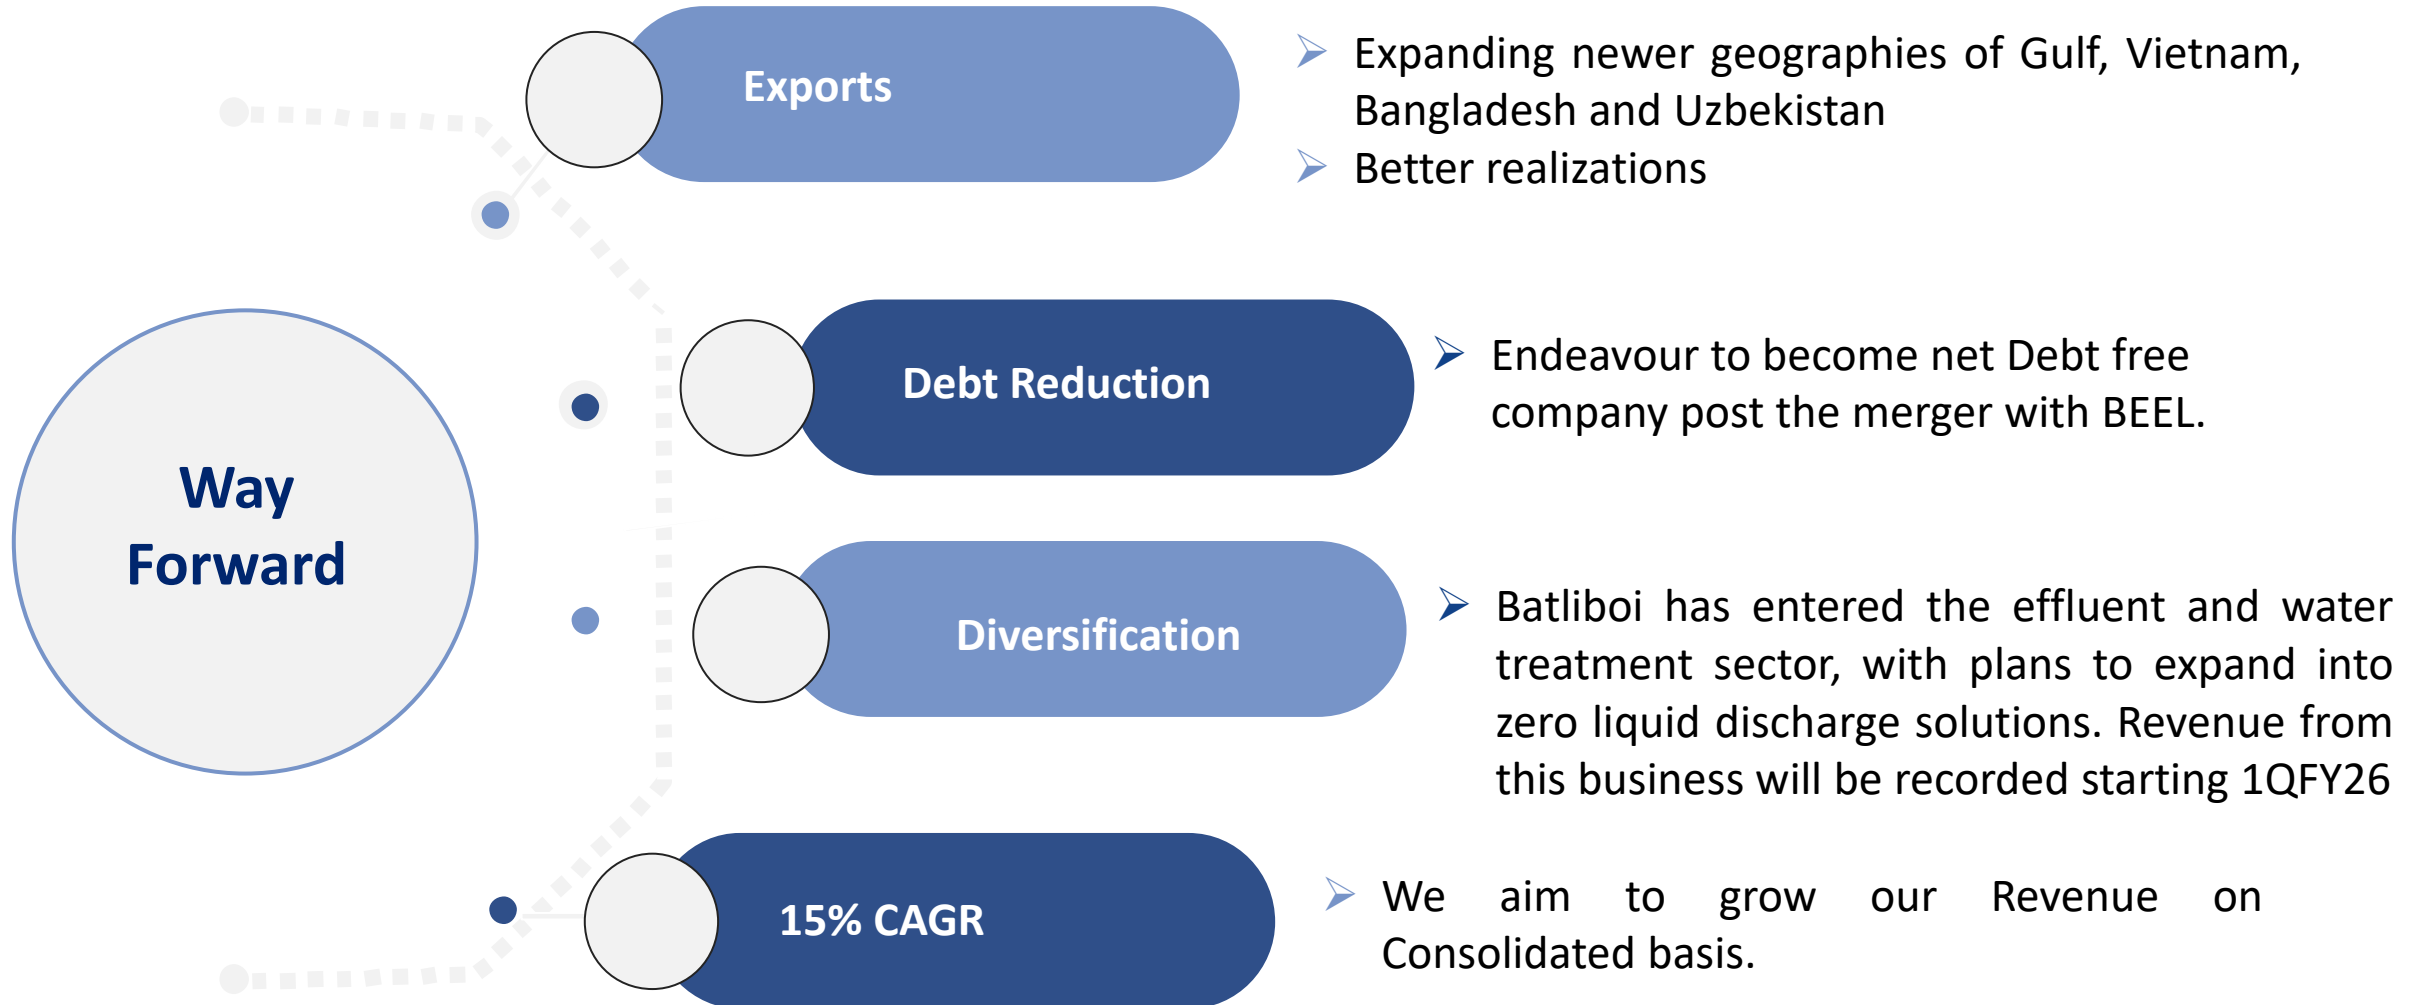 Way
Forward
Exports
Expanding newer geographies of Gulf, Vietnam,
Bangladesh and Uzbekistan
Better realizations
Debt Reduction
Endeavour to become net Debt free
company post the merger with BEEL.
Diversification
Batliboi has entered the effluent and water
treatment sector, with plans to expand into
zero liquid discharge solutions. Revenue from
this business will be recorded starting 1QFY26
15% CAGR
We aim to grow our Revenue on
Consolidated basis.